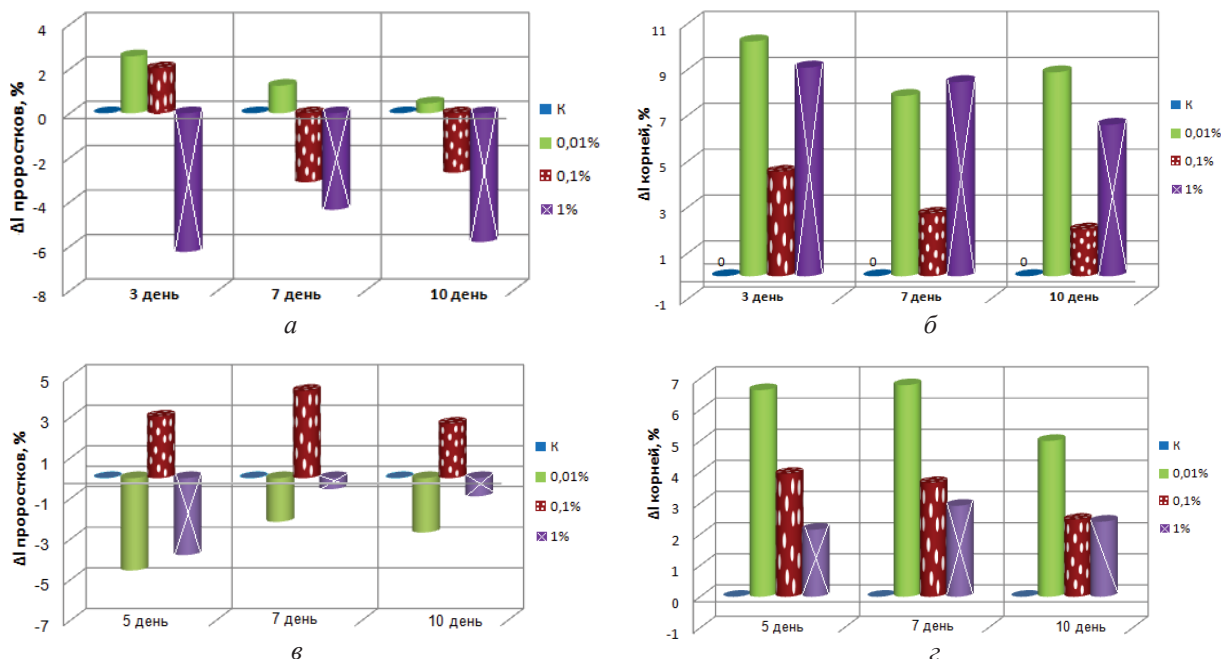 Δl проростков, %
4
2
0
-2
-4
-6
-8
3 день 7 день 10 день
К
0,01%
0,1%
1%
а
Δl корней, %
11
9
7
5
3
1
-1
0 0 0
3 день 7 день 10 день
К
0,01%
0,1%
1%
б
Δl проростков, %
5
3
1
-1
-3
-5
-7
5 день 7 день 10 день
К
0,01%
0,1%
1%
в
Δl корней, %
7
6
5
4
3
2
1
0
-1
5 день 7 день 10 день
К
0,01%
0,1%
1%
г